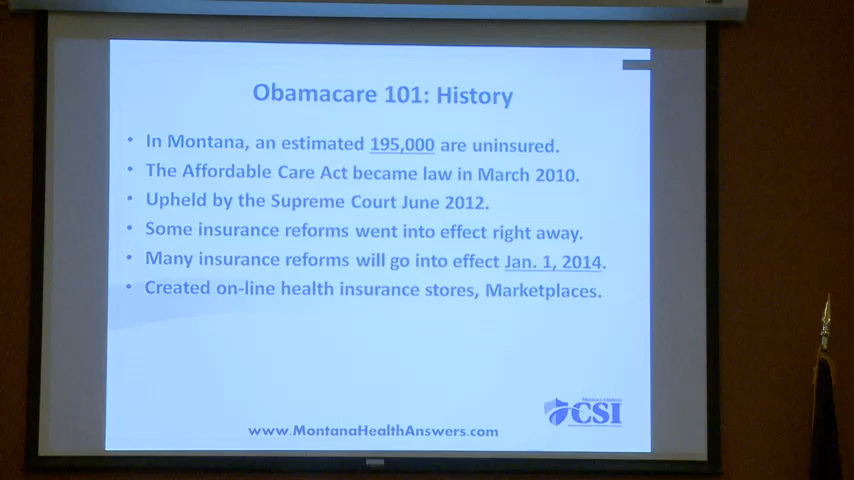 Obamacare 101: History
• In Montana, an estimated 195,000 are uninsured.
• The Affordable Care Act became law in March 2010.
• Upheld by the Supreme Court June 2012.
• Some insurance reforms went into effect right away.
• Many insurance reforms will go into effect Jan. 1, 2014.
• Created on-line health insurance stores, Marketplaces.
CSI
www.MontanaHealthAnswers.com